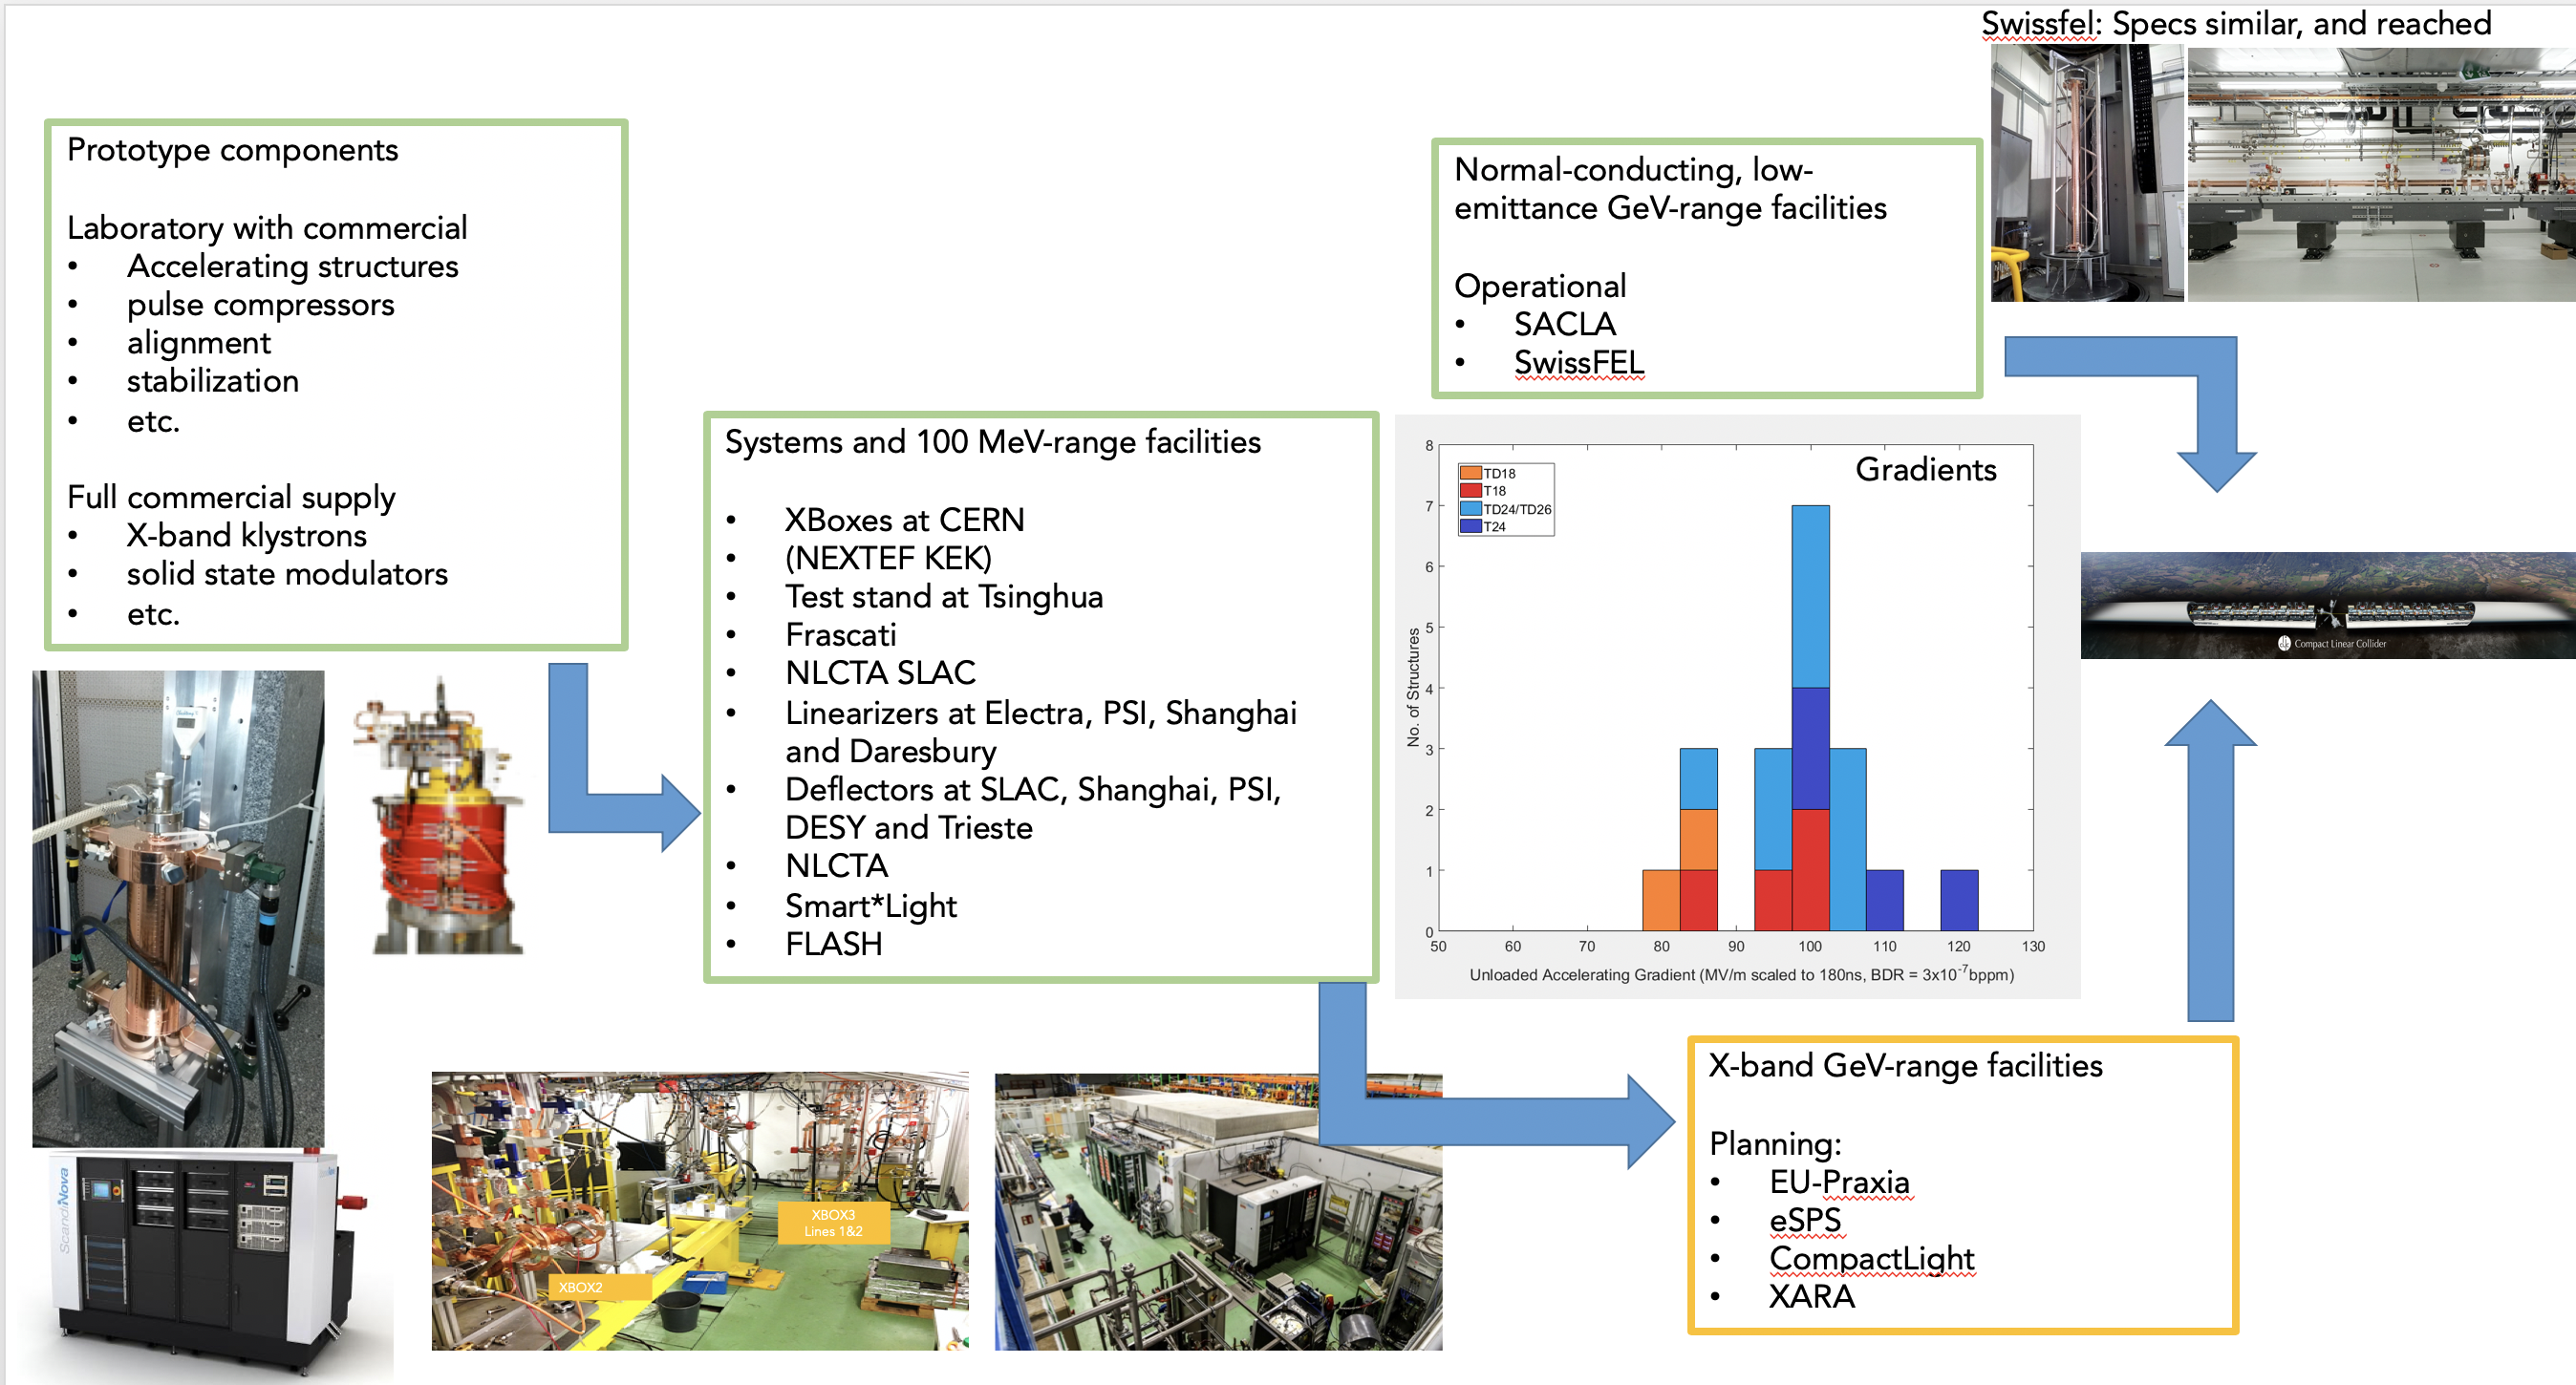 Swissfel: Specs similar, and reached
Prototype components
Laboratory with commercial
• Accelerating structures
• pulse compressors
• alignment
• stabilization
• etc.
Full commercial supply
• X-band klystrons
• solid state modulators
• etc.
Systems and 100 MeV-range facilities
• XBoxes at CERN
• (NEXTEF KEK)
• Test stand at Tsinghua
• Frascati
• NLCTA SLAC
• Linearizers at Electra, PSI, Shanghai
and Daresbury
• Deflectors at SLAC, Shanghai, PSI,
DESY and Trieste
• NLCTA
• Smart*Light
• FLASH
Normal-conducting, low-
emittance GeV-range facilities
Operational
• SACLA
• SwissFEL
Gradients
TD18
T18
TD24/TD26
T24
No. of Structures
8
7
6
5
4
3
2
1
0
50 60 70 80 90 100 110 120 130
Unloaded Accelerating Gradient (MV/m scaled to 180ns, BDR = 3x10⁻⁷bppm)
Compact Linear Collider
X-band GeV-range facilities
Planning:
• EU-Praxia
• eSPS
• CompactLight
• XARA
ScandiNova
XBOX2
XBOX3
Lines 1&2